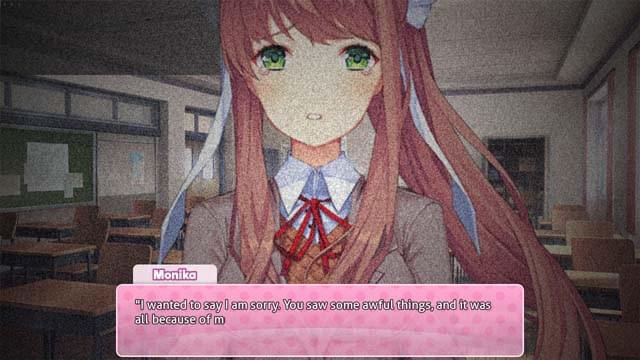 Monika
"I wanted to say I am sorry. You saw some awful things, and it was
all because of m